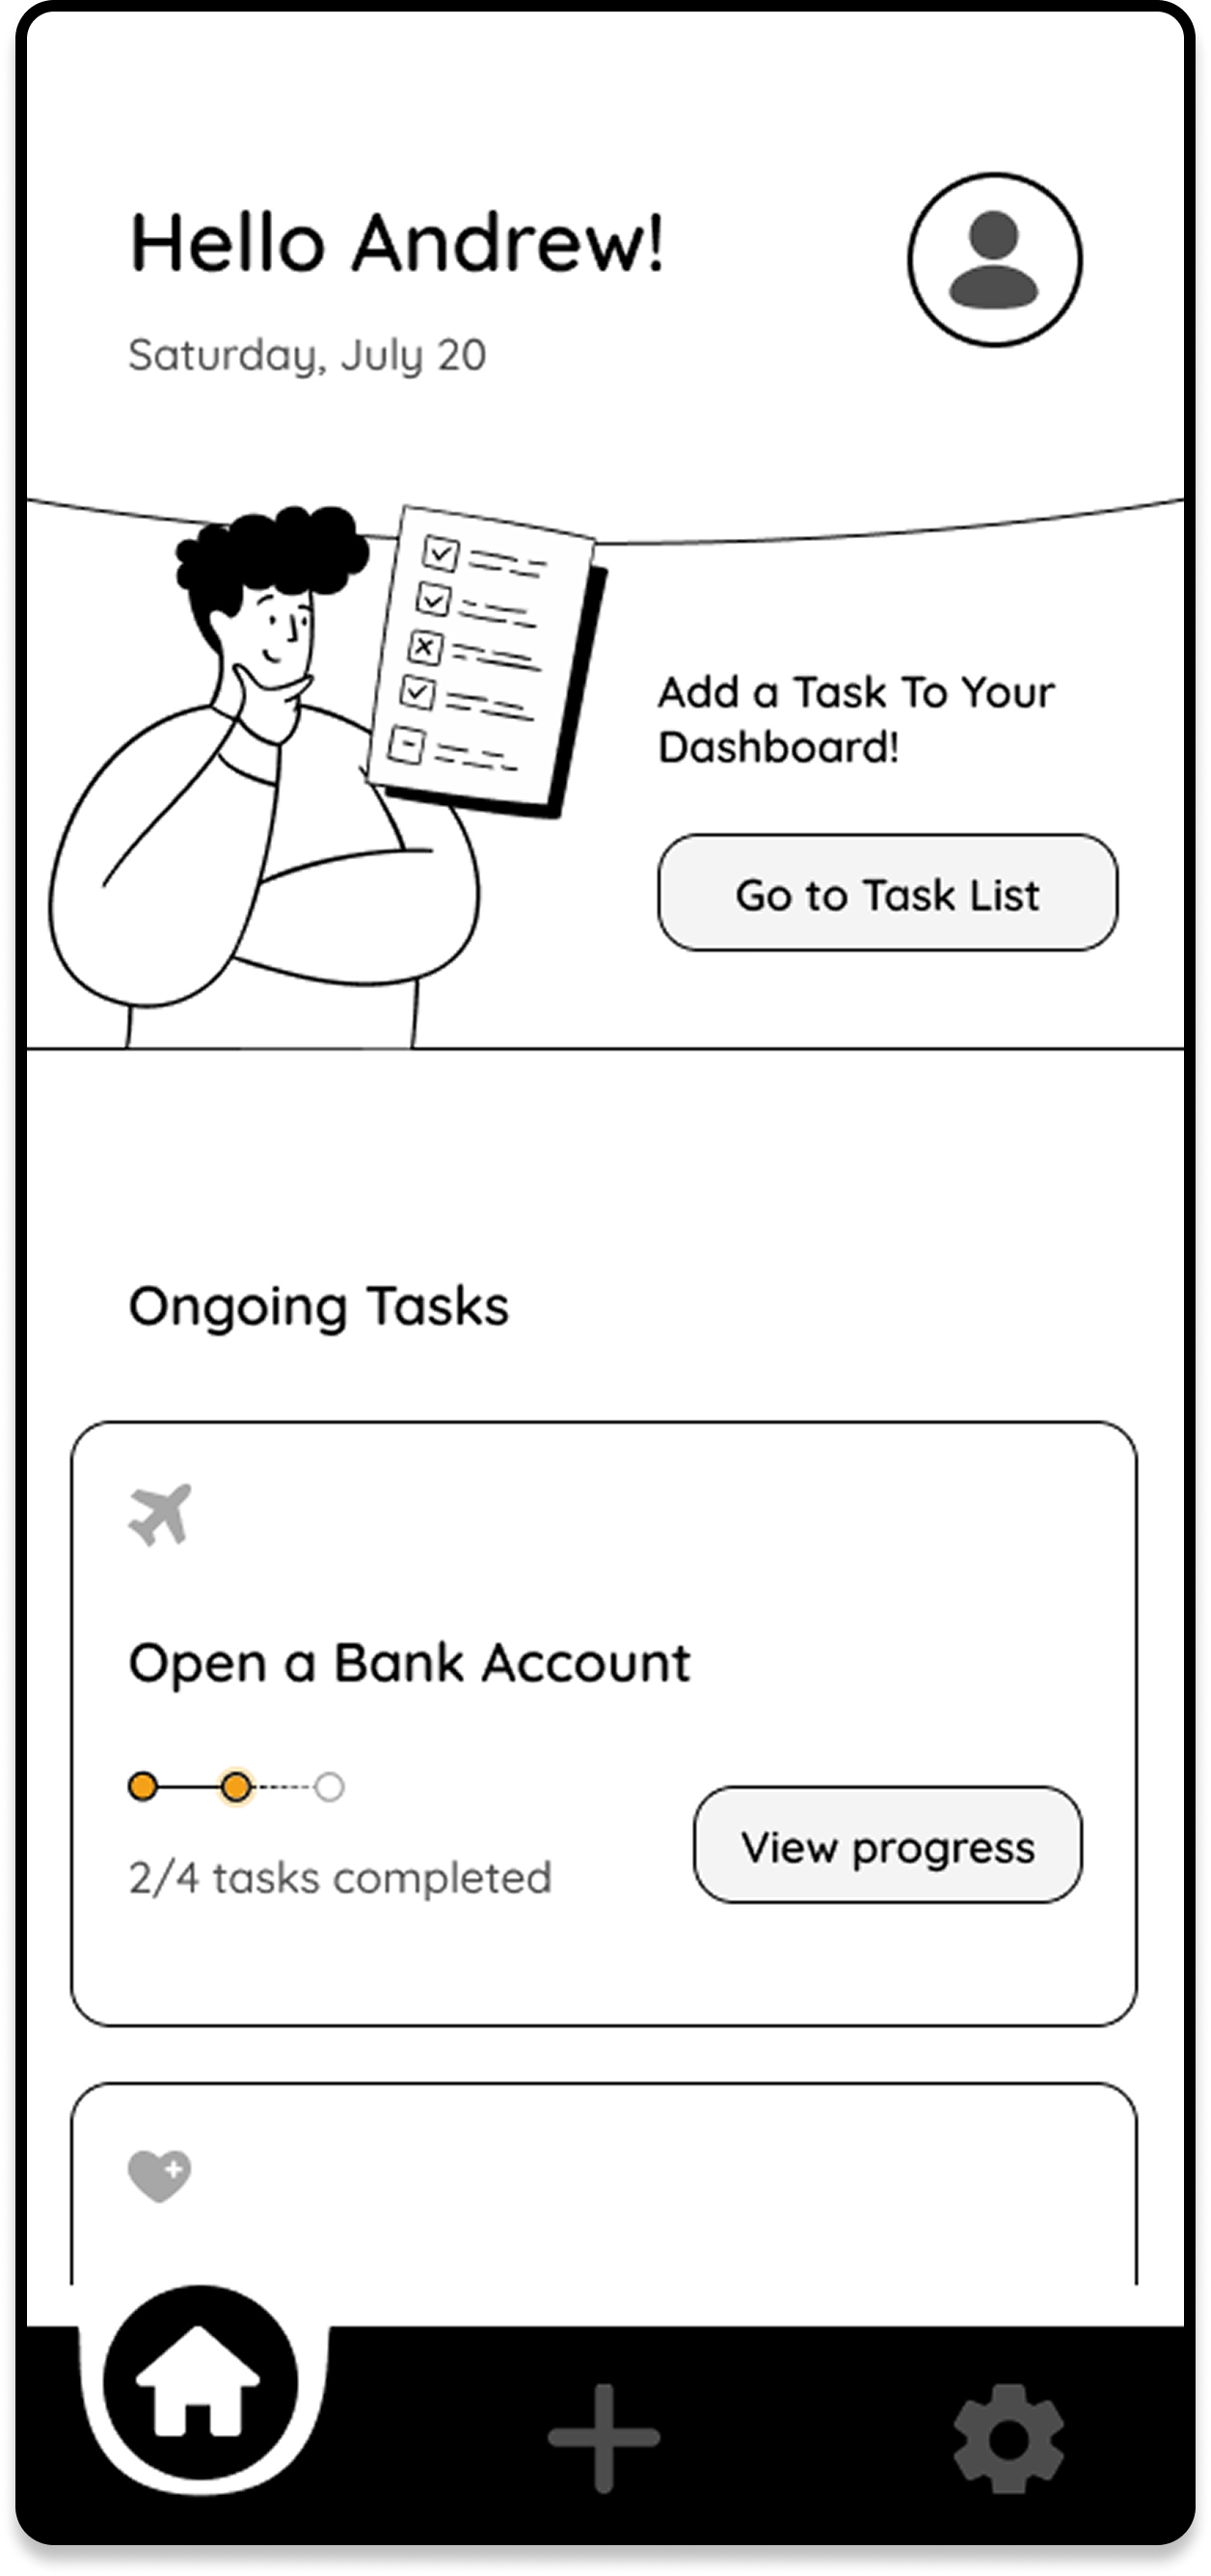 Hello Andrew!
Saturday, July 20
Add a Task To Your
Dashboard!
Go to Task List
Ongoing Tasks
Open a Bank Account
2/4 tasks completed
View progress